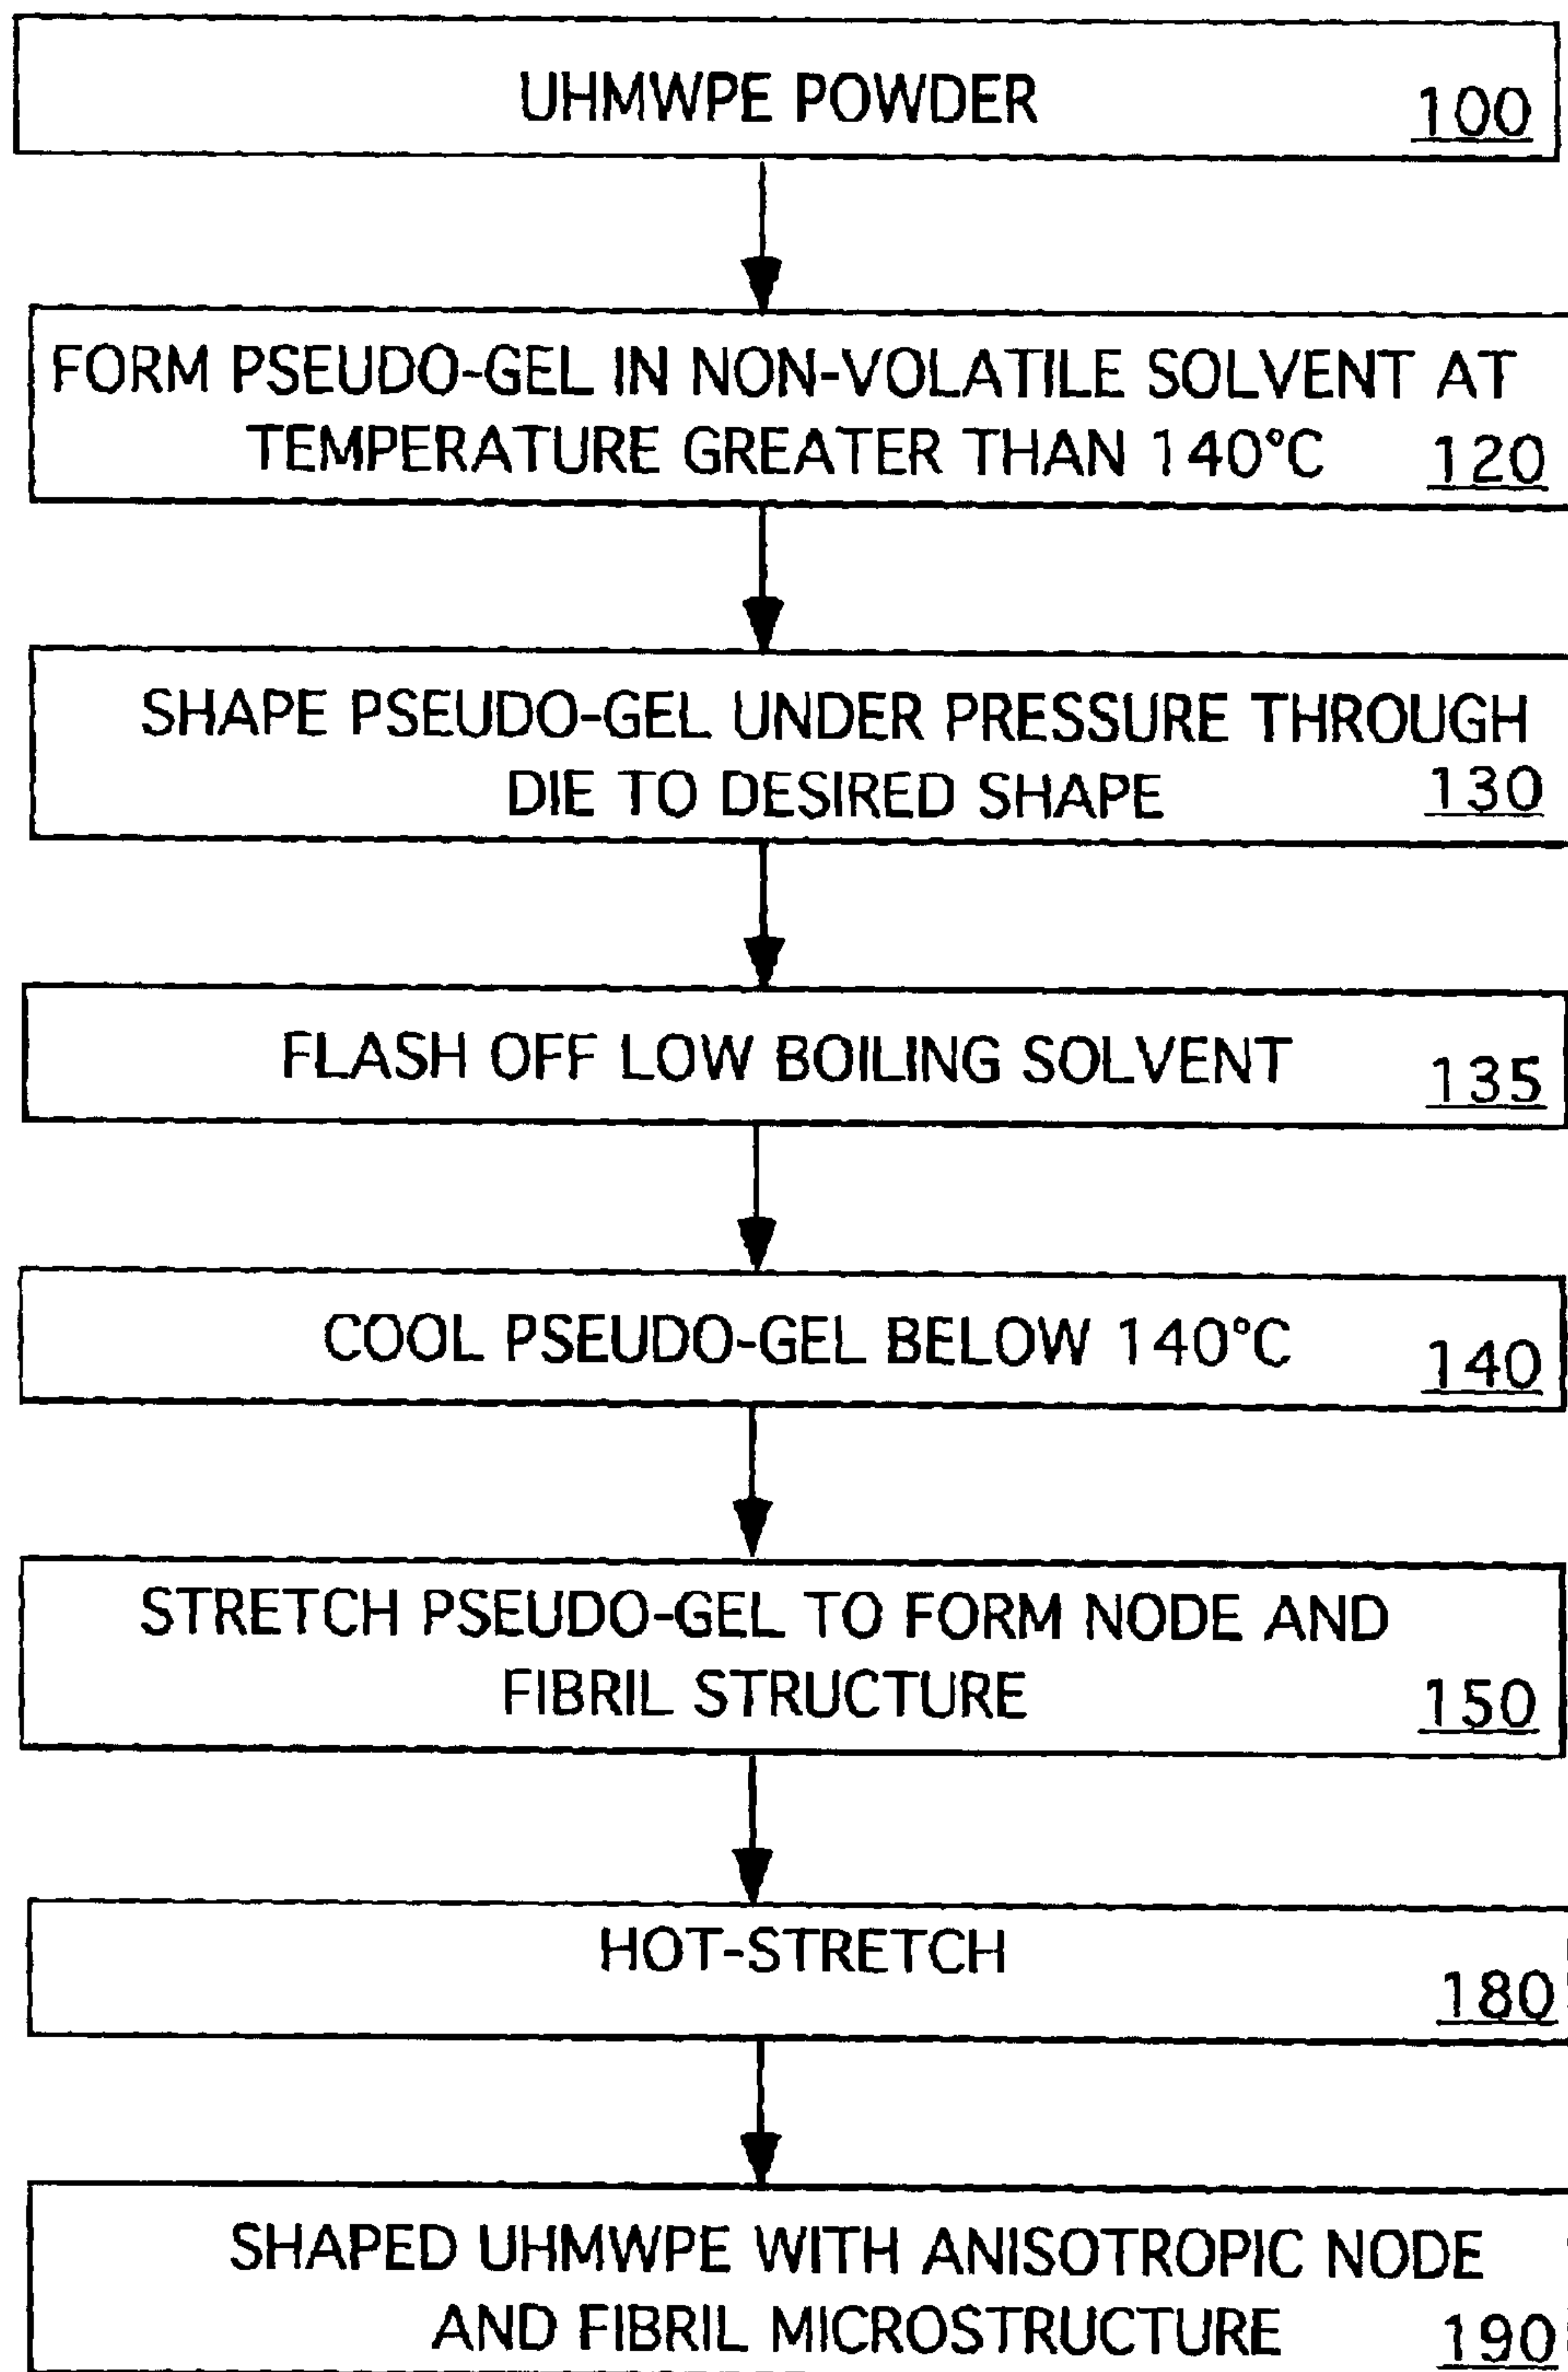 UHMWPE POWDER 100
FORM PSEUDO-GEL IN NON-VOLATILE SOLVENT AT
TEMPERATURE GREATER THAN 140°C 120
SHAPE PSEUDO-GEL UNDER PRESSURE THROUGH
DIE TO DESIRED SHAPE 130
FLASH OFF LOW BOILING SOLVENT 135
COOL PSEUDO-GEL BELOW 140°C 140
STRETCH PSEUDO-GEL TO FORM NODE AND
FIBRIL STRUCTURE 150
HOT-STRETCH 180
SHAPED UHMWPE WITH ANISOTROPIC NODE
AND FIBRIL MICROSTRUCTURE 190